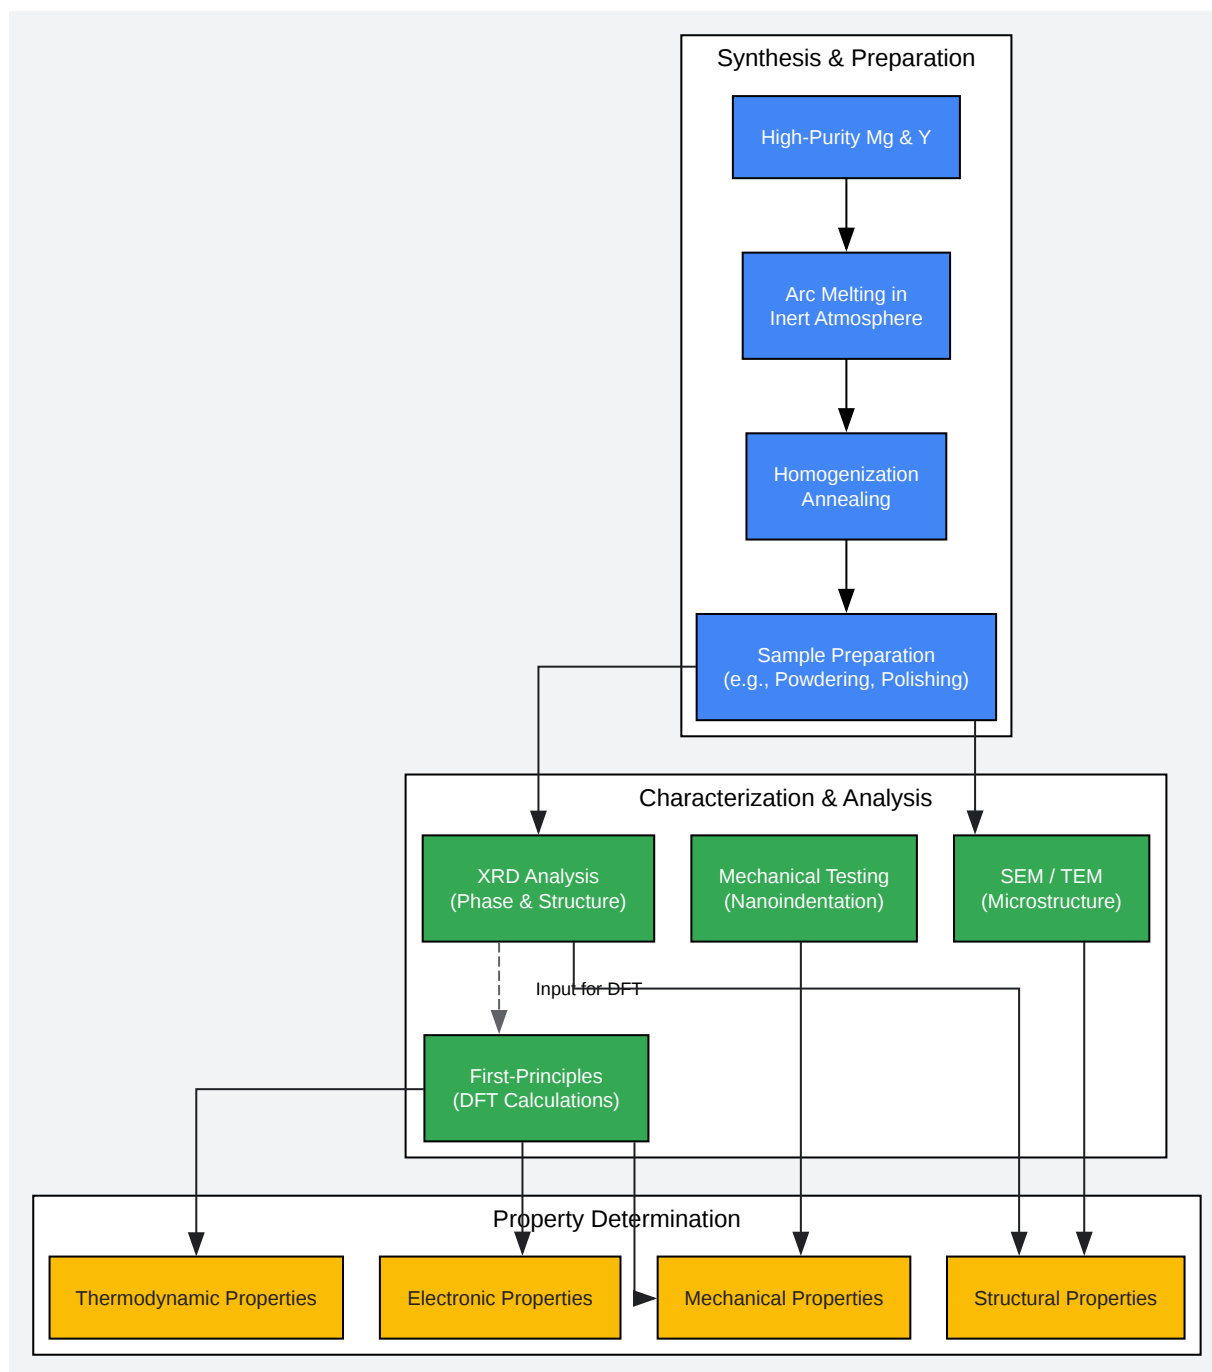 Synthesis & Preparation
High-Purity Mg & Y
Arc Melting in
Inert Atmosphere
Homogenization
Annealing
Sample Preparation
(e.g., Powdering, Polishing)
Characterization & Analysis
XRD Analysis
(Phase & Structure)
Mechanical Testing
(Nanoindentation)
SEM / TEM
(Microstructure)
Input for DFT
First-Principles
(DFT Calculations)
Property Determination
Thermodynamic Properties
Electronic Properties
Mechanical Properties
Structural Properties